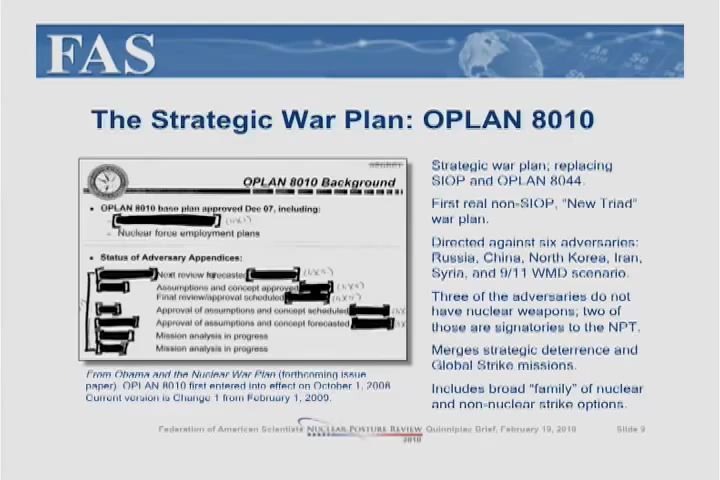 FAS
The Strategic War Plan: OPLAN 8010
SECRET
OPLAN 8010 Background
• OPLAN 8010 base plan approved Dec 07, including:
–
– Nuclear force employment plans
• Status of Adversary Appendices:
Next review forecasted
Assumptions and concept approved
Final review/approval scheduled
Approval of assumptions and concept scheduled
Approval of assumptions and concept forecasted
Mission analysis in progress
Mission analysis in progress
From Obama and the Nuclear War Plan (forthcoming issue
paper). OPLAN 8010 first entered into effect on October 1, 2008.
Current version is Change 1 from February 1, 2009.
Strategic war plan; replacing
SIOP and OPLAN 8044.
First real non-SIOP, “New Triad”
war plan.
Directed against six adversaries:
Russia, China, North Korea, Iran,
Syria, and 9/11 WMD scenario.
Three of the adversaries do not
have nuclear weapons; two of
those are signatories to the NPT.
Merges strategic deterrence and
Global Strike missions.
Includes broad “family” of nuclear
and non-nuclear strike options.
Federation of American Scientists NUCLEAR POSTURE REVIEW Quinnipiac Brief, February 19, 2010 Slide 9
2010